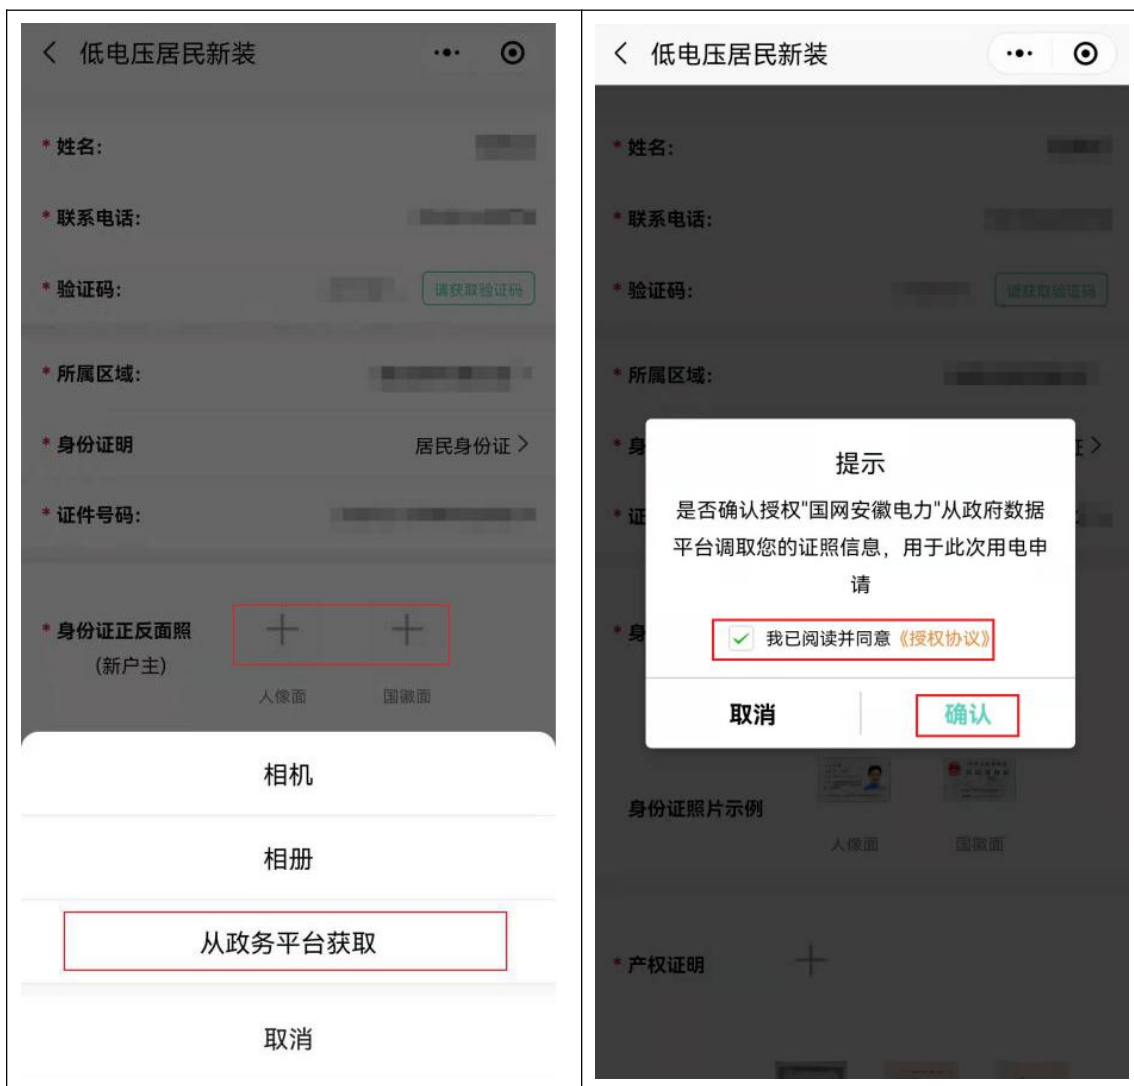 低电压居民新装
* 姓名：
* 联系电话：
* 验证码： 请获取验证码
* 所属区域：
* 身份证明 居民身份证 >
* 证件号码：
* 身份证正反面照
(新户主)
人像面 国徽面
相机
相册
从政务平台获取
取消
低电压居民新装
* 姓名：
* 联系电话：
* 验证码： 请获取验证码
* 所属区域：
* 身 证 >
* 证
* 身
提示
是否确认授权"国网安徽电力"从政府数据
平台调取您的证照信息，用于此次用电申
请
我已阅读并同意《授权协议》
取消 确认
身份证照片示例
人像面 国徽面
* 产权证明